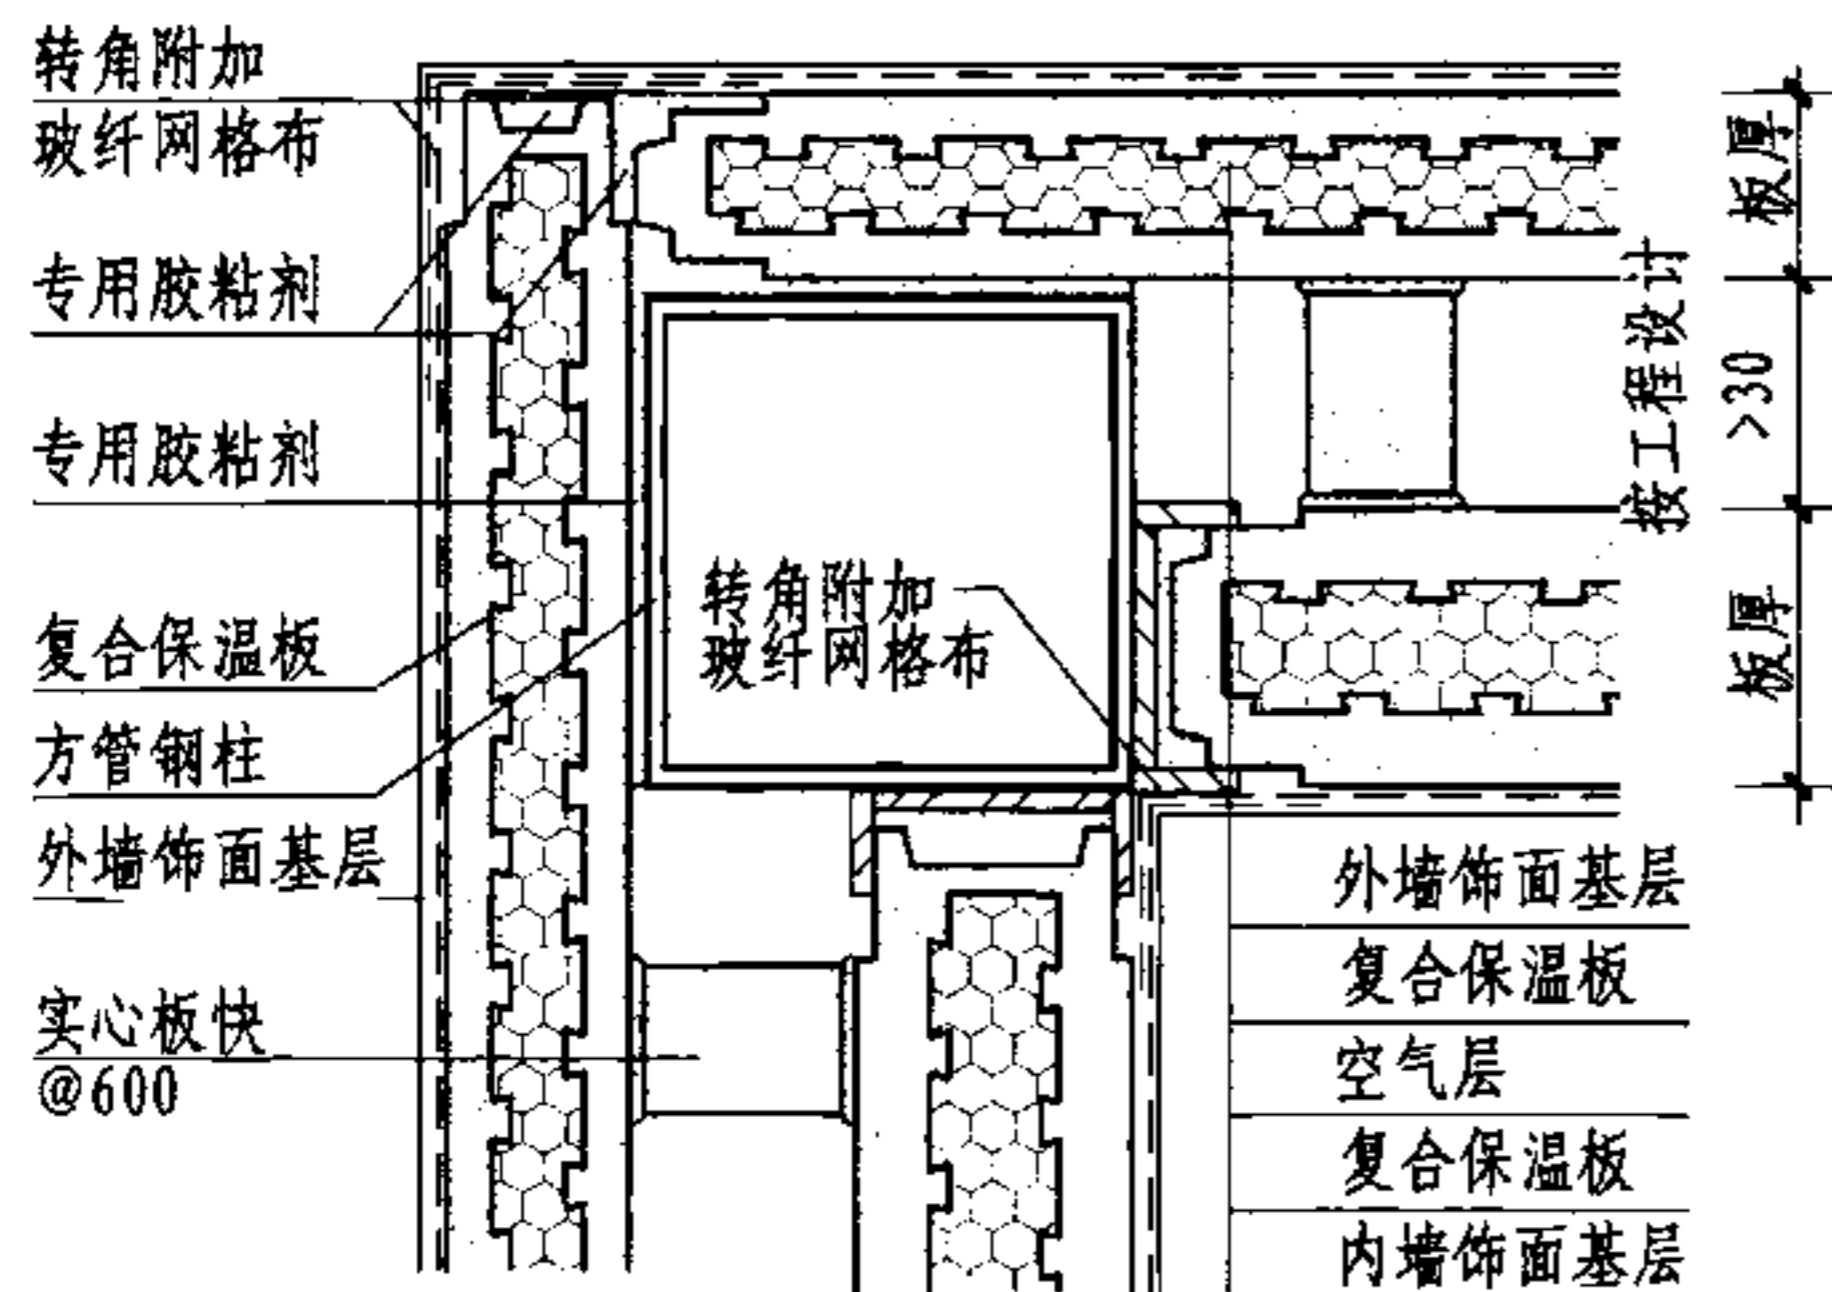 转角附加
玻纤网格布
专用胶粘剂
专用胶粘剂
复合保温板
方管钢柱
外墙饰面基层
实心板快
@600
转角附加
玻纤网格布
板厚
按工程设计
>30
板厚
外墙饰面基层
复合保温板
空气层
复合保温板
内墙饰面基层